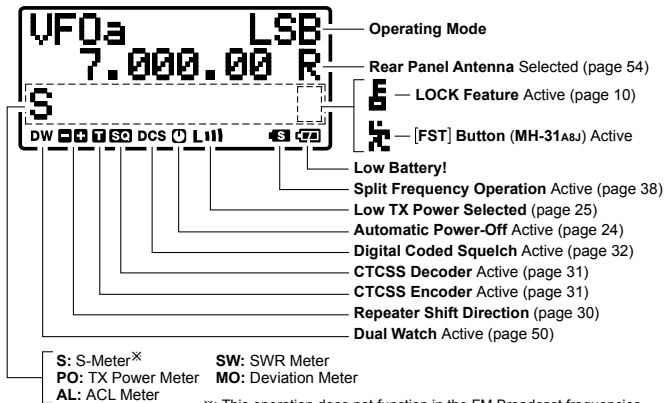 VFOa LSB
7.000.00 R
S
DW - + T SQ DCS L S
Operating Mode
Rear Panel Antenna Selected (page 54)
LOCK Feature Active (page 10)
[FST] Button (MH-31A8J) Active
Low Battery!
Split Frequency Operation Active (page 38)
Low TX Power Selected (page 25)
Automatic Power-Off Active (page 24)
Digital Coded Squelch Active (page 32)
CTCSS Decoder Active (page 31)
CTCSS Encoder Active (page 31)
Repeater Shift Direction (page 30)
Dual Watch Active (page 50)
S: S-Meter※ SW: SWR Meter
PO: TX Power Meter MO: Deviation Meter
AL: ACL Meter
※: This operation does not function in the FM Broadcast frequencies